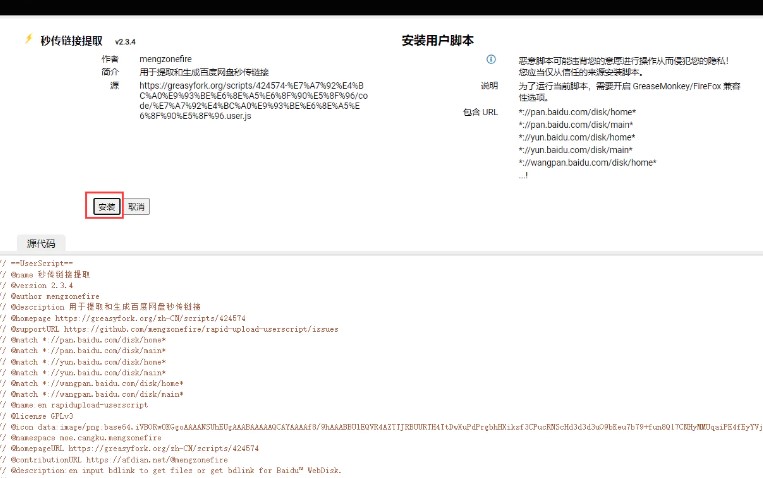 秒传链接提取 v2.3.4
作者 mengzonefire
简介 用于提取和生成百度网盘秒传链接
源 https://greasyfork.org/scripts/424574-%E7%A7%92%E4%B
C%A0%E9%93%BE%E6%8E%A5%E6%8F%90%E5%8F%96/co
de/%E7%A7%92%E4%BC%A0%E9%93%BE%E6%8E%A5%E
6%8F%90%E5%8F%96.user.js
安装 取消
安装用户脚本
恶意脚本可能违背您的意愿进行操作从而侵犯您的隐私！
您应当仅从信任的来源安装脚本。
说明 为了运行当前脚本，需要开启 GreaseMonkey/FireFox 兼容
性选项。
包含 URL *://pan.baidu.com/disk/home*
*://pan.baidu.com/disk/main*
*://yun.baidu.com/disk/home*
*://yun.baidu.com/disk/main*
*://wangpan.baidu.com/disk/home*
...!
源代码
// ==UserScript==
// @name 秒传链接提取
// @version 2.3.4
// @author mengzonefire
// @description 用于提取和生成百度网盘秒传链接
// @homepage https://greasyfork.org/zh-CN/scripts/424574
// @supportURL https://github.com/mengzonefire/rapid-upload-userscript/issues
// @match *://pan.baidu.com/disk/home*
// @match *://pan.baidu.com/disk/main*
// @match *://yun.baidu.com/disk/home*
// @match *://yun.baidu.com/disk/main*
// @match *://wangpan.baidu.com/disk/home*
// @match *://wangpan.baidu.com/disk/main*
// @name en rapidupload-userscript
// @license GPLv3
// @icon data image/png;base64,
// @namespace moe.cangku.mengzonefire
// @homepageURL https://greasyfork.org/zh-CN/scripts/424574
// @contributionURL https://afdian.net/@mengzonefire
// @description en input bdlink to get files or get bdlink for Baidu™ WebDisk.